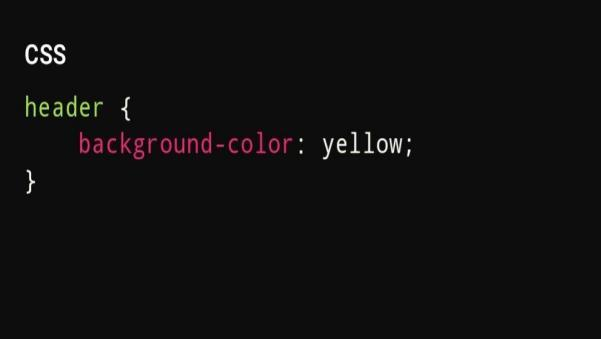 CSS
header {
    background-color: yellow;
}